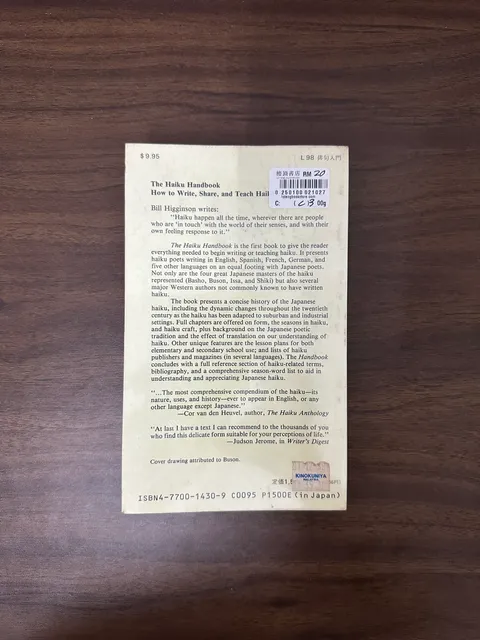 $9.95
L 98 俳句入門
RM 20
0 250100 021027
C:
00g
The Haiku Handbook
How to Write, Share, and Teach Hai
Bill Higginson writes:
"Haiku happen all the time, wherever there are people
who are 'in touch' with the world of their senses, and with
their own feeling response to it."
The Haiku Handbook is the first book to give the reader
everything needed to begin writing or teaching haiku. It presents
haiku poets writing in English, Spanish, French, German, and
five other languages on an equal footing with Japanese poets.
Not only are the four great Japanese masters of the haiku
represented (Basho, Buson, Issa, and Shiki) but also several
major Western authors not commonly known to have written
haiku.
The book presents a concise history of the Japanese
haiku, including the dynamic changes throughout the twentieth
century as the haiku has been adapted to suburban and industrial
settings. Full chapters are offered on form, the seasons in haiku,
and haiku craft, plus background on the Japanese poetic
tradition and the effect of translation on our understanding of
haiku. Other unique features are the lesson plans for both
elementary and secondary school use; and lists of haiku
publishers and magazines (in several languages). The Handbook
concludes with a full reference section of haiku-related terms,
bibliography, and a comprehensive season-word list to aid in
understanding and appreciating Japanese haiku.
"...The most comprehensive compendium of the haiku—its
nature, uses, and history—ever to appear in English, or any
other language except Japanese."
—Cor van den Heuvel, author, The Haiku Anthology
"At last I have a text I can recommend to the thousands of you
who find this delicate form suitable for your perceptions of life."
—Judson Jerome, in Writer's Digest
Cover drawing attributed to Buson.
KINOKUNIYA
MALAYSIA
定価1,
ISBN4-7700-1430-9 C0095 P1500E (in Japan)